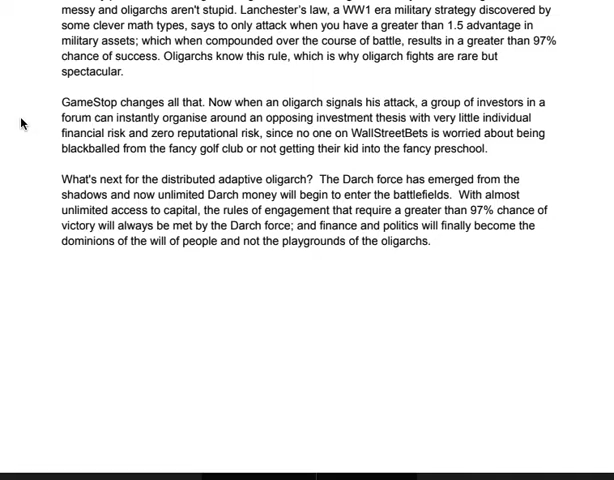 messy and oligarchs aren't stupid. Lanchester's law, a WW1 era military strategy discovered by
some clever math types, says to only attack when you have a greater than 1.5 advantage in
military assets; which when compounded over the course of battle, results in a greater than 97%
chance of success. Oligarchs know this rule, which is why oligarch fights are rare but
spectacular.
GameStop changes all that. Now when an oligarch signals his attack, a group of investors in a
forum can instantly organise around an opposing investment thesis with very little individual
financial risk and zero reputational risk, since no one on WallStreetBets is worried about being
blackballed from the fancy golf club or not getting their kid into the fancy preschool.
What's next for the distributed adaptive oligarch? The Darch force has emerged from the
shadows and now unlimited Darch money will begin to enter the battlefields. With almost
unlimited access to capital, the rules of engagement that require a greater than 97% chance of
victory will always be met by the Darch force; and finance and politics will finally become the
dominions of the will of people and not the playgrounds of the oligarchs.